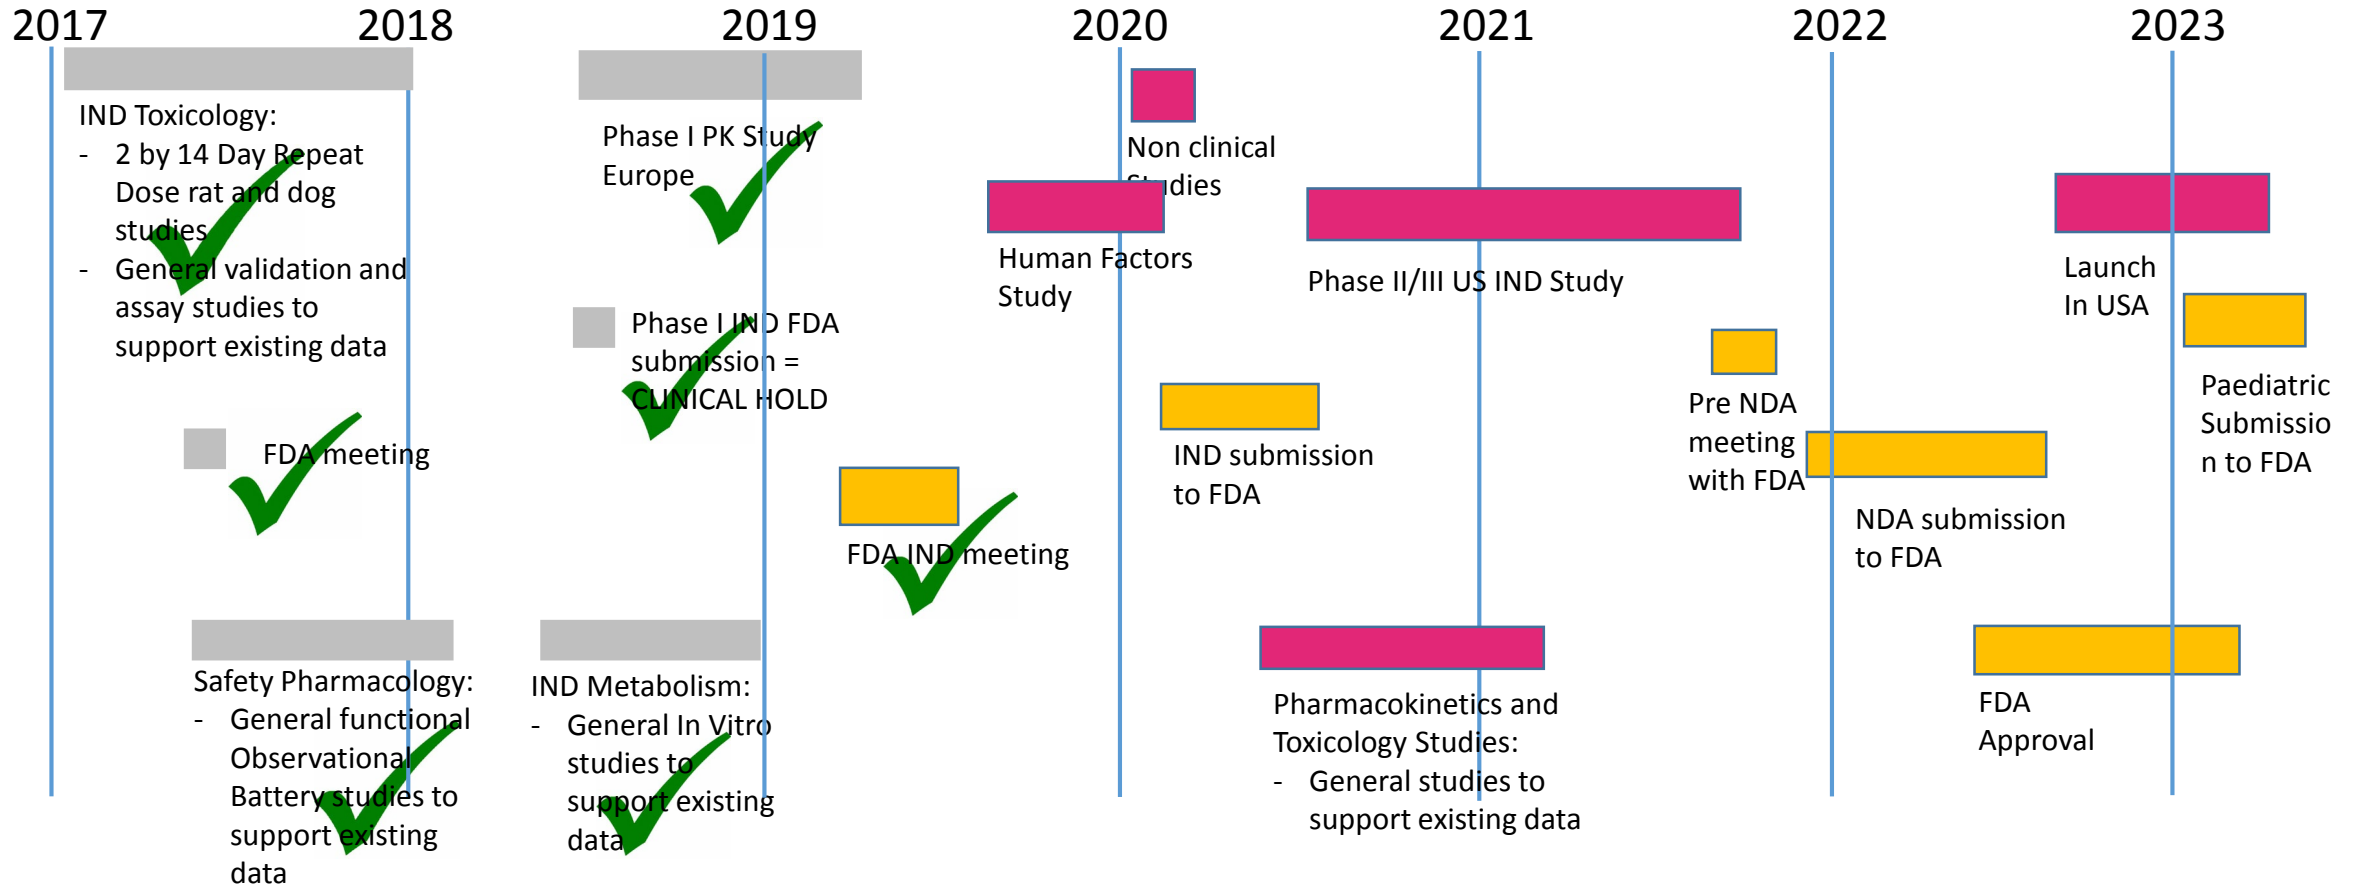 2017
2018
2019
2020
2021
2022
2023
IND Toxicology:
- 2 by 14 Day Repeat
Dose rat and dog
studies
- General validation and
assay studies to
support existing data
FDA meeting
Safety Pharmacology:
- General functional
Observational
Battery studies to
support existing
data
Phase I PK Study
Europe
Phase I IND FDA
submission =
CLINICAL HOLD
FDA IND meeting
IND Metabolism:
- General In Vitro
studies to
support existing
data
Non clinical
Studies
Human Factors
Study
IND submission
to FDA
Phase II/III US IND Study
Pharmacokinetics and
Toxicology Studies:
- General studies to
support existing data
Pre NDA
meeting
with FDA
NDA submission
to FDA
FDA
Approval
Launch
In USA
Paediatric
Submissio
n to FDA